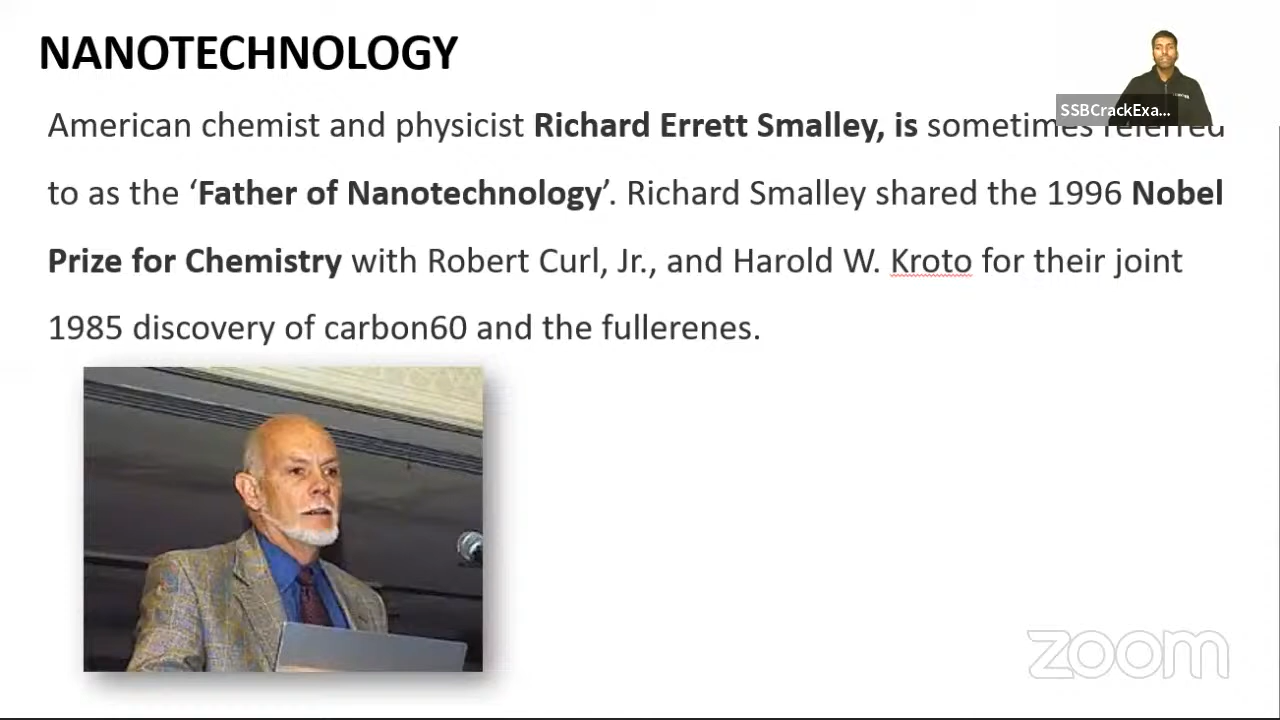 NANOTECHNOLOGY
SSBCrackExa...
American chemist and physicist Richard Errett Smalley, is sometimes referred
to as the ‘Father of Nanotechnology’. Richard Smalley shared the 1996 Nobel
Prize for Chemistry with Robert Curl, Jr., and Harold W. Kroto for their joint
1985 discovery of carbon60 and the fullerenes.
zoom